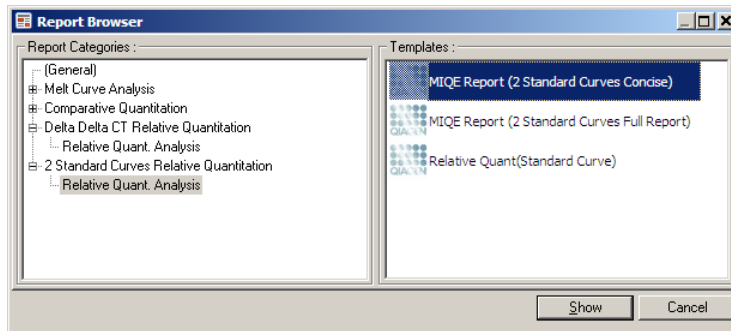 Report Browser
Report Categories :
(General)
Melt Curve Analysis
Comparative Quantitation
Delta Delta CT Relative Quantitation
Relative Quant. Analysis
2 Standard Curves Relative Quantitation
Relative Quant. Analysis
Templates :
MIQE Report (2 Standard Curves Concise)
MIQE Report (2 Standard Curves Full Report)
QIAGEN
Relative Quant(Standard Curve)
QIAGEN
Show
Cancel